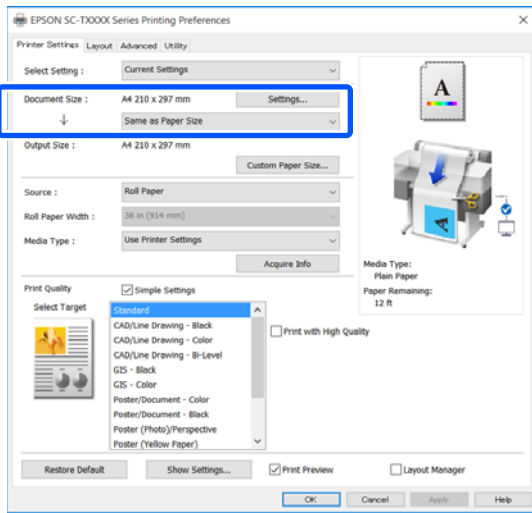 EPSON SC-TXXXX Series Printing Preferences
Printer Settings Layout Advanced Utility
Select Setting : Current Settings
Document Size : A4 210 x 297 mm Settings...
↓ Same as Paper Size
Output Size : A4 210 x 297 mm
Custom Paper Size...
Source : Roll Paper
Roll Paper Width : 36 in (914 mm)
Media Type : Use Printer Settings
Acquire Info
A
Media Type:
Plain Paper
Paper Remaining:
12 ft
Print Quality Simple Settings
Select Target
Standard
CAD/Line Drawing - Black
CAD/Line Drawing - Color
CAD/Line Drawing - Bi-Level
GIS - Black
GIS - Color
Poster/Document - Color
Poster/Document - Black
Poster (Photo)/Perspective
Poster (Yellow Paper)
Print with High Quality
Restore Default Show Settings... Print Preview Layout Manager
OK Cancel Apply Help